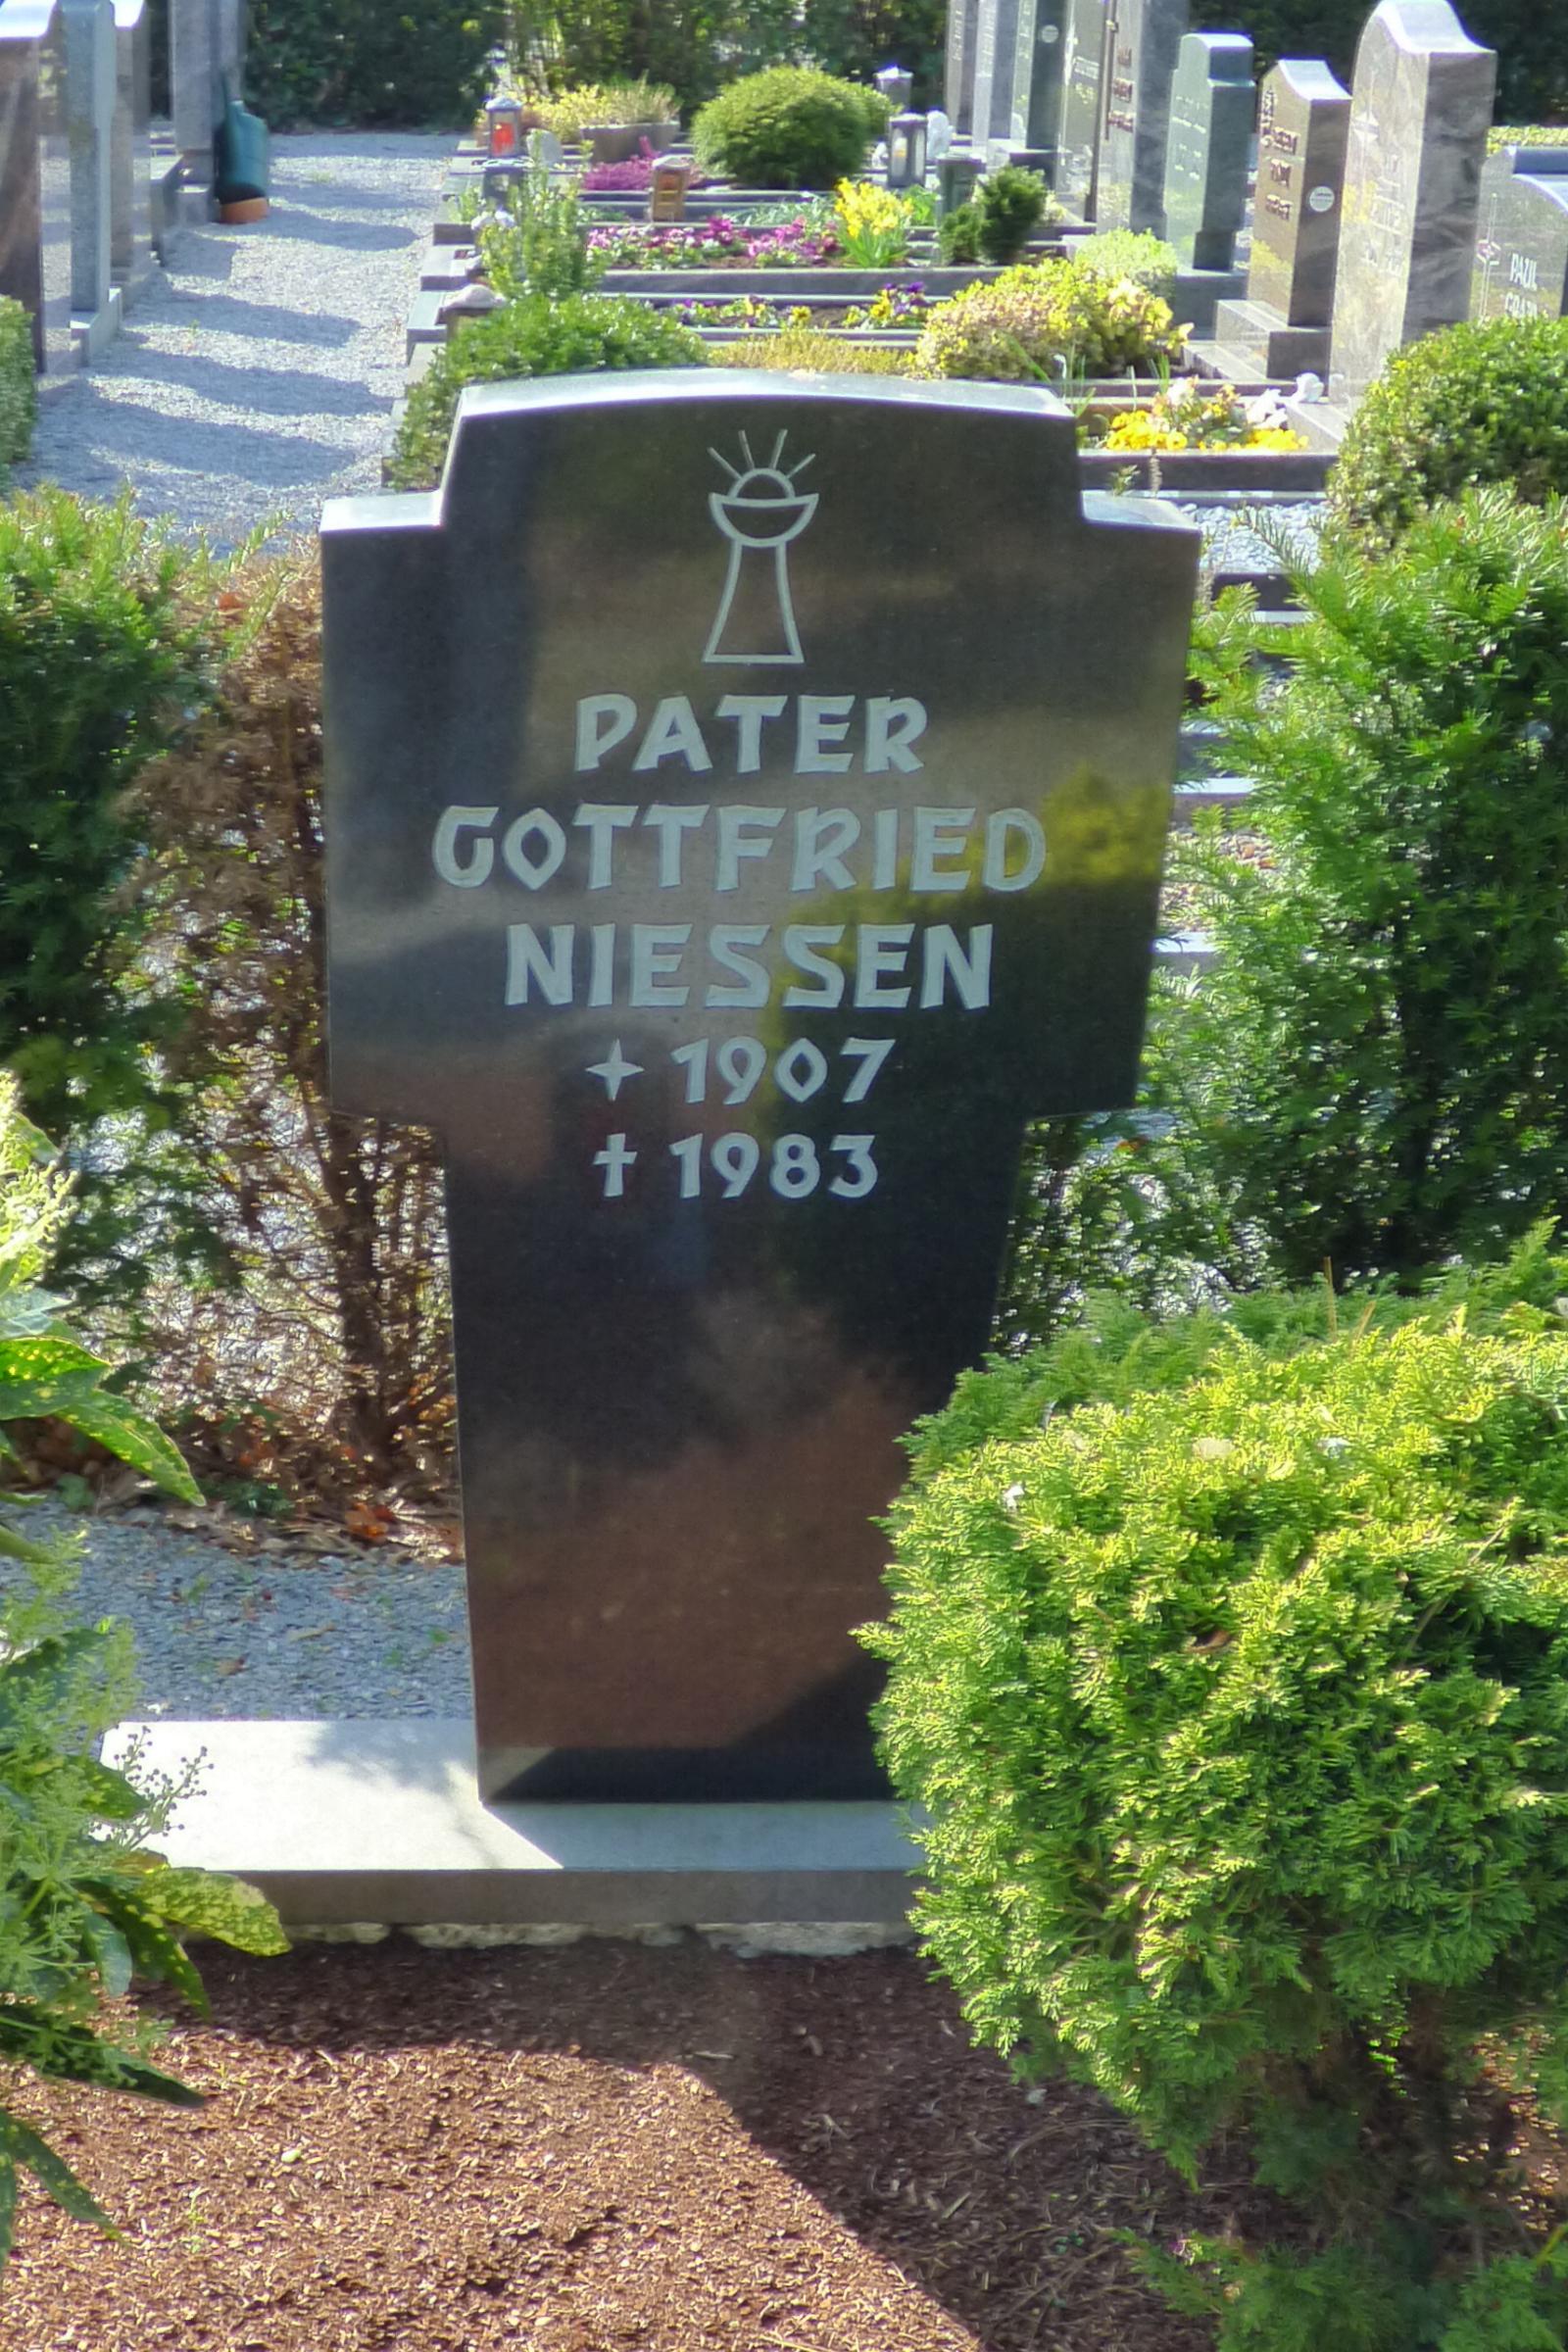 PATER
GOTTFRIED
NIESSEN
✦ 1907
† 1983